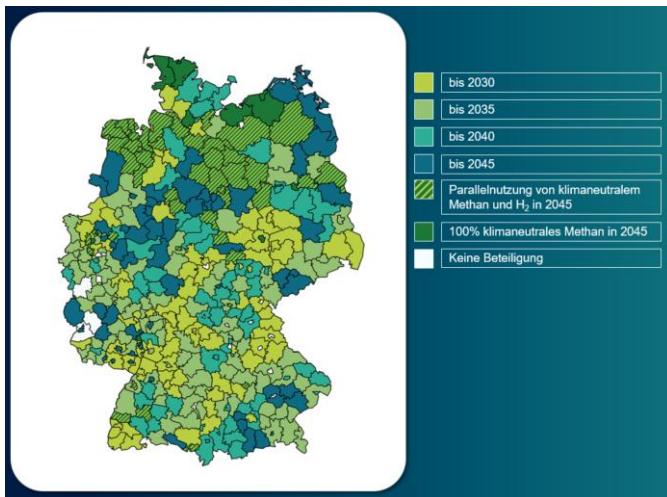 bis 2030
bis 2035
bis 2040
bis 2045
Parallelnutzung von klimaneutralem
Methan und H₂ in 2045
100% klimaneutrales Methan in 2045
Keine Beteiligung